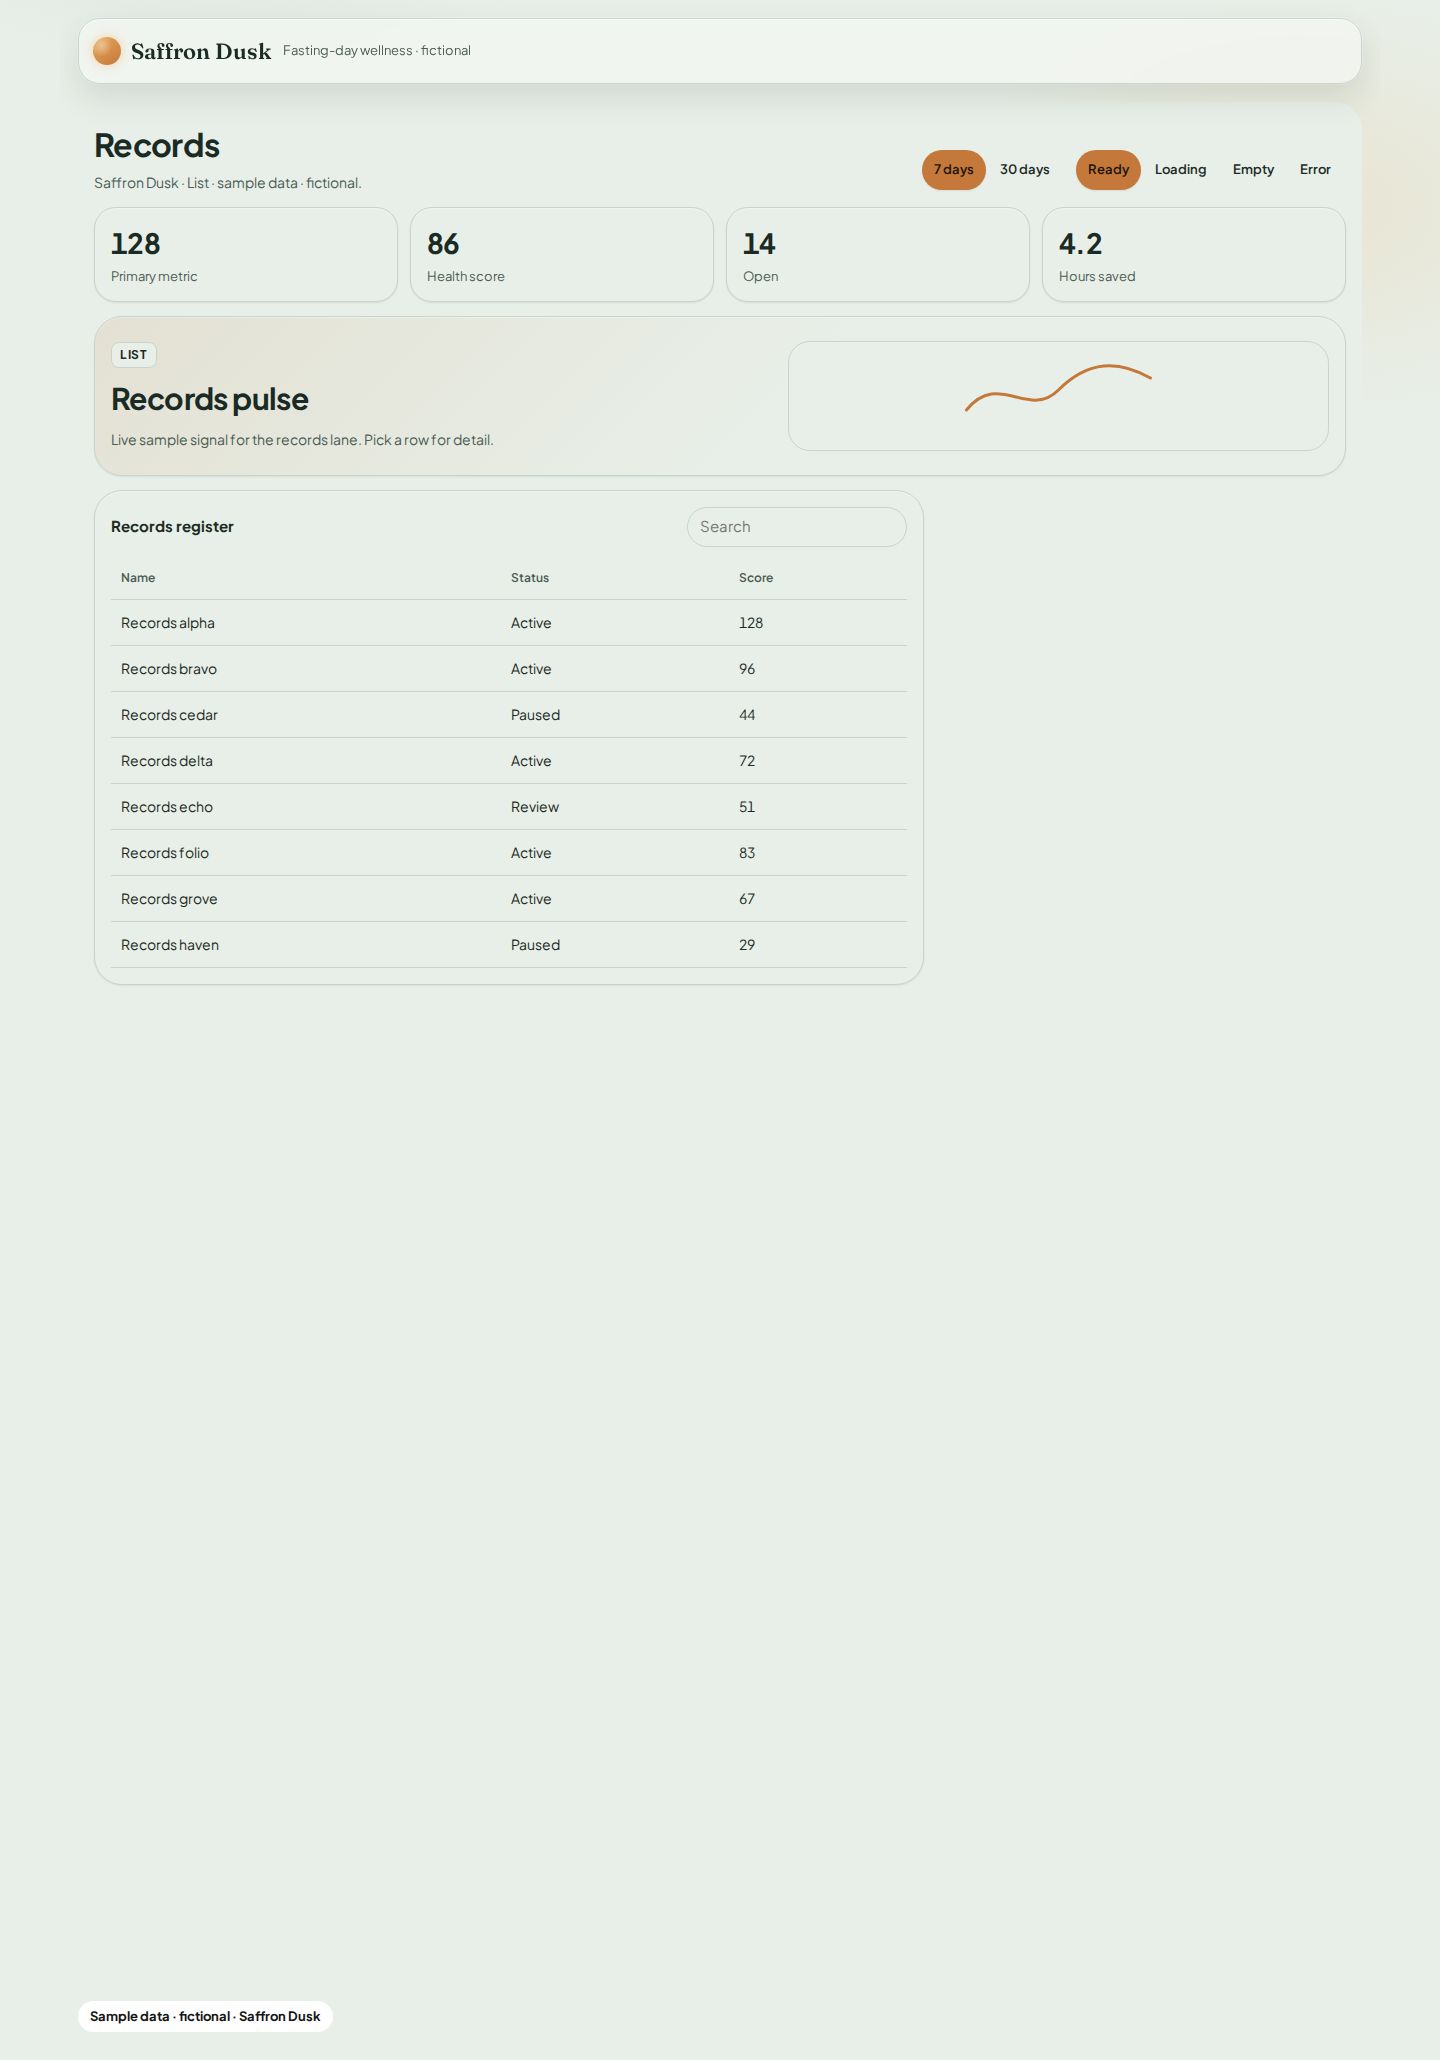 Saffron Dusk Fasting-day wellness · fictional
Records
Saffron Dusk · List · sample data · fictional.
7 days 30 days Ready Loading Empty Error
128 86 14 4.2
Primary metric Health score Open Hours saved
LIST
Records pulse
Live sample signal for the records lane. Pick a row for detail.
Records register Search
Name Status Score
Records alpha Active 128
Records bravo Active 96
Records cedar Paused 44
Records delta Active 72
Records echo Review 51
Records folio Active 83
Records grove Active 67
Records haven Paused 29
Sample data · fictional · Saffron Dusk